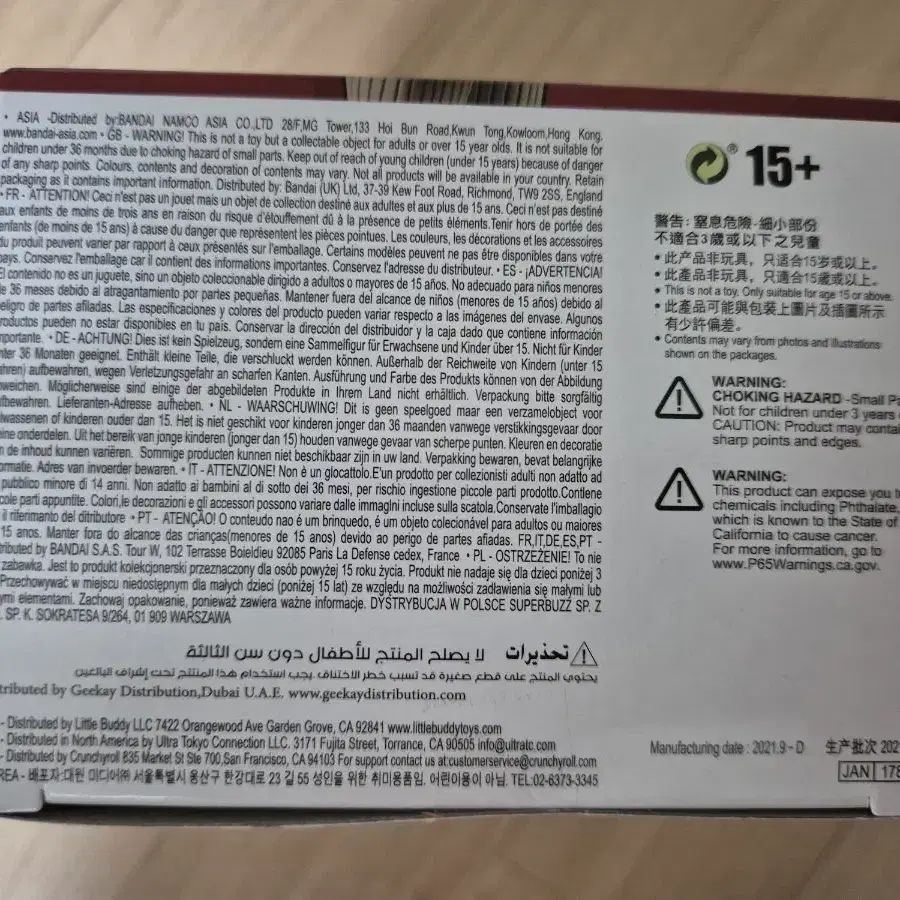 • ASIA -Distributed by:BANDAI NAMCO ASIA CO.,LTD 28/F,MG Tower,133 Hoi Bun Road,Kwun Tong,Kowloom,Hong Kong.
www.bandai-asia.com • GB - WARNING! This is not a toy but a collectable object for adults or over 15 year olds. It is not suitable for
children under 36 months due to choking hazard of small parts. Keep out of reach of young children (under 15 years) because of danger
of any sharp points. Colours, contents and decoration of contents may vary. Not all products will be available in your country. Retain
packaging as it contains important information. Distributed by: Bandai (UK) Ltd, 37-39 Kew Foot Road, Richmond, TW9 2SS, England
• FR - ATTENTION! Ceci n'est pas un jouet mais un objet de collection destiné aux adultes et aux plus de 15 ans. Ceci n'est pas destiné
aux enfants de moins de trois ans en raison du risque d'étouffement dû à la présence de petits éléments.Tenir hors de portée des
enfants (de moins de 15 ans) à cause du danger que représentent les pièces pointues. Les couleurs, les décorations et les accessoires
du produit peuvent varier par rapport à ceux présentés sur l'emballage. Certains modèles peuvent ne pas être disponibles dans votre
pays. Conservez l'emballage car il contient des informations importantes. Conservez l'adresse du distributeur. • ES - ¡ADVERTENCIA!
El contenido no es un juguete, sino un objeto coleccionable dirigido a adultos o mayores de 15 años. No adecuado para niños menores
de 36 meses debido al atragantamiento por partes pequeñas. Mantener fuera del alcance de niños (menores de 15 años) debido al
peligro de partes afiladas. Las especificaciones y colores del producto pueden variar respecto a las imágenes del envase. Algunos
productos pueden no estar disponibles en tu país. Conservar la dirección del distribuidor y la caja dado que contiene información
mportante. • DE - ACHTUNG! Dies ist kein Spielzeug, sondern eine Sammelfigur für Erwachsene und Kinder über 15. Nicht für Kinder
nter 36 Monaten geeignet. Enthält kleine Teile, die verschluckt werden können. Außerhalb der Reichweite von Kindern (unter 15
ahren) aufbewahren, wegen Verletzungsgefahr an scharfen Kanten. Ausführung und Farbe des Produkts können von der Abbildung
bweichen. Möglicherweise sind einige der abgebildeten Produkte in Ihrem Land nicht erhältlich. Verpackung bitte sorgfältig
ufbewahren. Lieferanten-Adresse aufheben. • NL - WAARSCHUWING! Dit is geen speelgoed maar een verzamelobject voor
lwassenen of kinderen ouder dan 15. Het is niet geschikt voor kinderen jonger dan 36 maanden vanwege verstikkingsgevaar door
eine onderdelen. Uit het bereik van jonge kinderen (jonger dan 15) houden vanwege gevaar van scherpe punten. Kleuren en decoratie
n de inhoud kunnen variëren. Sommige producten kunnen niet beschikbaar zijn in uw land. Verpakking bewaren, bevat belangrijke
ormatie. Adres van invoerder bewaren. • IT - ATTENZIONE! Non è un giocattolo.E'un prodotto per collezionisti adulti non adatto ad
pubblico minore di 14 anni. Non adatto ai bambini al di sotto dei 36 mesi, per rischio ingestione piccole parti prodotto.Contiene
cole parti appuntite. Colori,le decorazioni e gli accessori possono variare dalle immagini incluse sulla scatola.Conservate l'imballagio
il riferimento del ditributore • PT - ATENÇÃO! O conteudo nao é um brinquedo, é um objeto colecionável para adultos ou maiores
15 anos. Manter fora do alcance das crianças(menores de 15 anos) devido ao perigo de partes afiadas. FR,IT,DE,ES,PT -
tributed by BANDAI S.A.S. Tour W, 102 Terrasse Boieldieu 92085 Paris La Defense cedex, France • PL - OSTRZEŻENIE! To nie
zabawka. Jest to produkt kolekcjonerski przeznaczony dla osób powyżej 15 roku życia. Produkt nie nadaje się dla dzieci poniżej 3
Przechowywać w miejscu niedostępnym dla małych dzieci (poniżej 15 lat) ze względu na możliwości zadławienia się małymi lub
ymi elementami. Zachowaj opakowanie, ponieważ zawiera ważne informacje. DYSTRYBUCJA W POLSCE SUPERBUZZ SP. Z
. SP. K. SOKRATESA 9/264, 01 909 WARSZAWA
تحذيرات لا يصلح المنتج للأطفال دون سن الثالثة
يحتوي المنتج على قطع صغيرة قد تسبب خطر الاختناق. يجب استخدام هذا المنتج تحت إشراف البالغين
tributed by Geekay Distribution,Dubai U.A.E. www.geekaydistribution.com
- Distributed by Little Buddy LLC 7422 Orangewood Ave Garden Grove, CA 92841 www.littlebuddytoys.com
- Distributed in North America by Ultra Tokyo Connection LLC. 3171 Fujita Street, Torrance, CA 90505 info@ultratc.com
- Distributed by Crunchyroll 835 Market St Ste 700,San Francisco, CA 94103 For support contact us at:customerservice@crunchyroll.com
REA - 배포자:대원 미디어㈜ 서울특별시 용산구 한강대로 23 길 55 성인을 위한 취미용품임. 어린이용이 아님. TEL:02-6373-3345
® 15+
警告: 窒息危險-細小部份
不適合3歲或以下之兒童
• 此产品非玩具，只适合15岁或以上。
• 此產品非玩具，只適合15歲或以上。
• This is not a toy. Only suitable for age 15 or above.
• 此產品可能與包裝上圖片及插圖所示
有少許偏差。
• Contents may vary from photos and illustrations
shown on the packages.
WARNING:
CHOKING HAZARD -Small Pa
Not for children under 3 years
CAUTION: Product may contai
sharp points and edges.
WARNING:
This product can expose you t
chemicals including Phthalate,
which is known to the State of
California to cause cancer.
For more information, go to
www.P65Warnings.ca.gov.
Manufacturing date : 2021.9 - D 生产批次 202
JAN 178